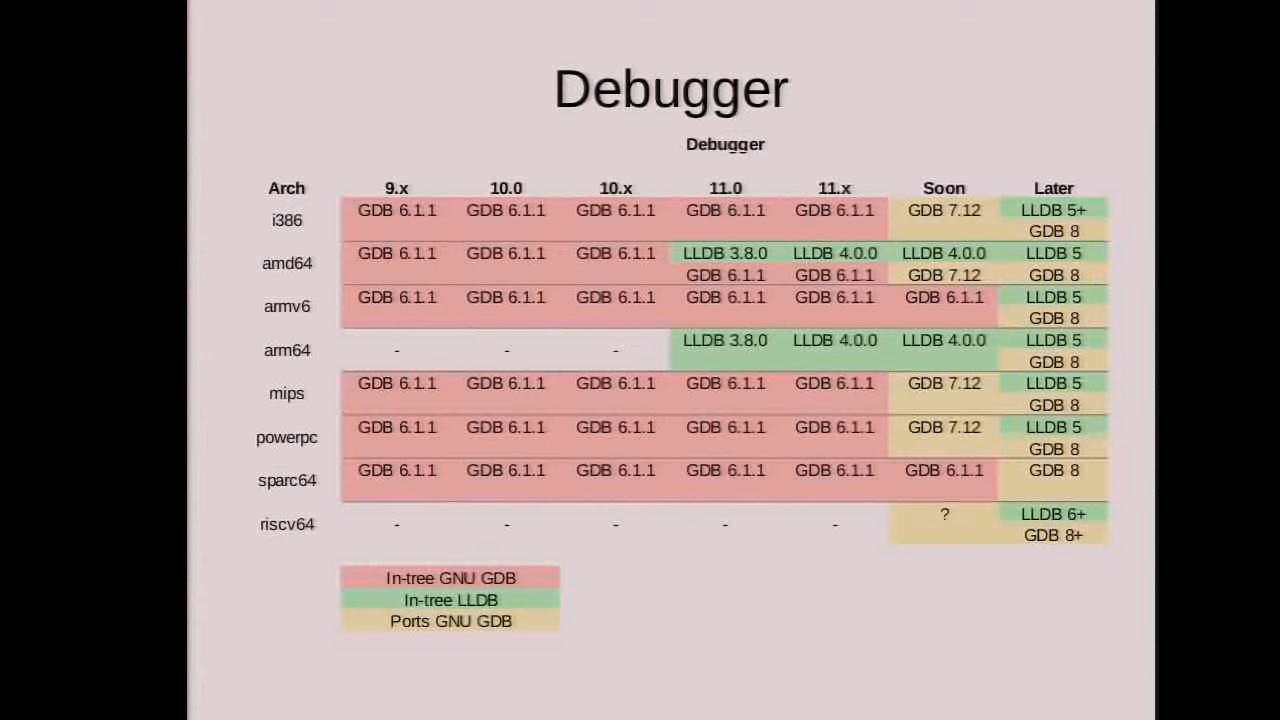 Debugger
Debugger
Arch 9.x 10.0 10.x 11.0 11.x Soon Later
i386 GDB 6.1.1 GDB 6.1.1 GDB 6.1.1 GDB 6.1.1 GDB 6.1.1 GDB 7.12 LLDB 5+
GDB 8
amd64 GDB 6.1.1 GDB 6.1.1 GDB 6.1.1 LLDB 3.8.0 LLDB 4.0.0 LLDB 4.0.0 LLDB 5
GDB 6.1.1 GDB 6.1.1 GDB 7.12 GDB 8
armv6 GDB 6.1.1 GDB 6.1.1 GDB 6.1.1 GDB 6.1.1 GDB 6.1.1 GDB 6.1.1 LLDB 5
GDB 8
arm64 - - - LLDB 3.8.0 LLDB 4.0.0 LLDB 4.0.0 LLDB 5
GDB 8
mips GDB 6.1.1 GDB 6.1.1 GDB 6.1.1 GDB 6.1.1 GDB 6.1.1 GDB 7.12 LLDB 5
GDB 8
powerpc GDB 6.1.1 GDB 6.1.1 GDB 6.1.1 GDB 6.1.1 GDB 6.1.1 GDB 7.12 LLDB 5
GDB 8
sparc64 GDB 6.1.1 GDB 6.1.1 GDB 6.1.1 GDB 6.1.1 GDB 6.1.1 GDB 6.1.1 GDB 8
riscv64 - - - - - ? LLDB 6+
GDB 8+
In-tree GNU GDB
In-tree LLDB
Ports GNU GDB